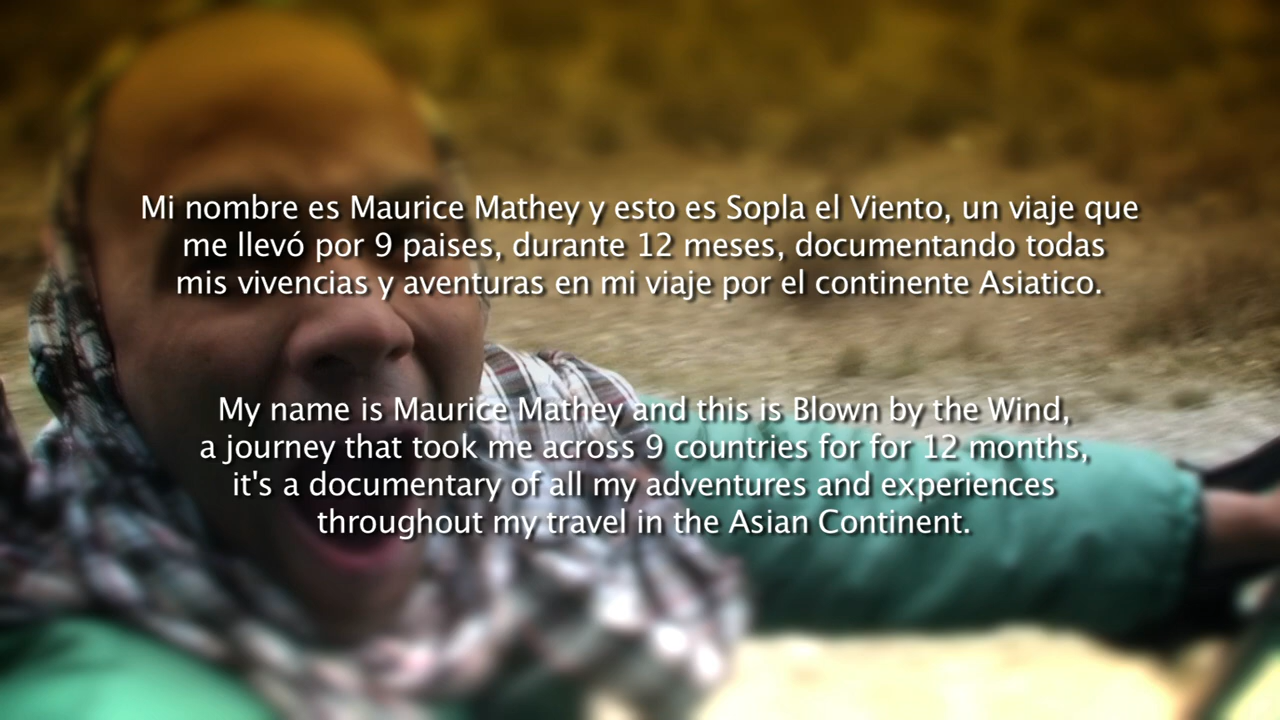 Mi nombre es Maurice Mathey y esto es Sopla el Viento, un viaje que
me llevó por 9 paises, durante 12 meses, documentando todas
mis vivencias y aventuras en mi viaje por el continente Asiatico.
My name is Maurice Mathey and this is Blown by the Wind,
a journey that took me across 9 countries for for 12 months,
it's a documentary of all my adventures and experiences
throughout my travel in the Asian Continent.